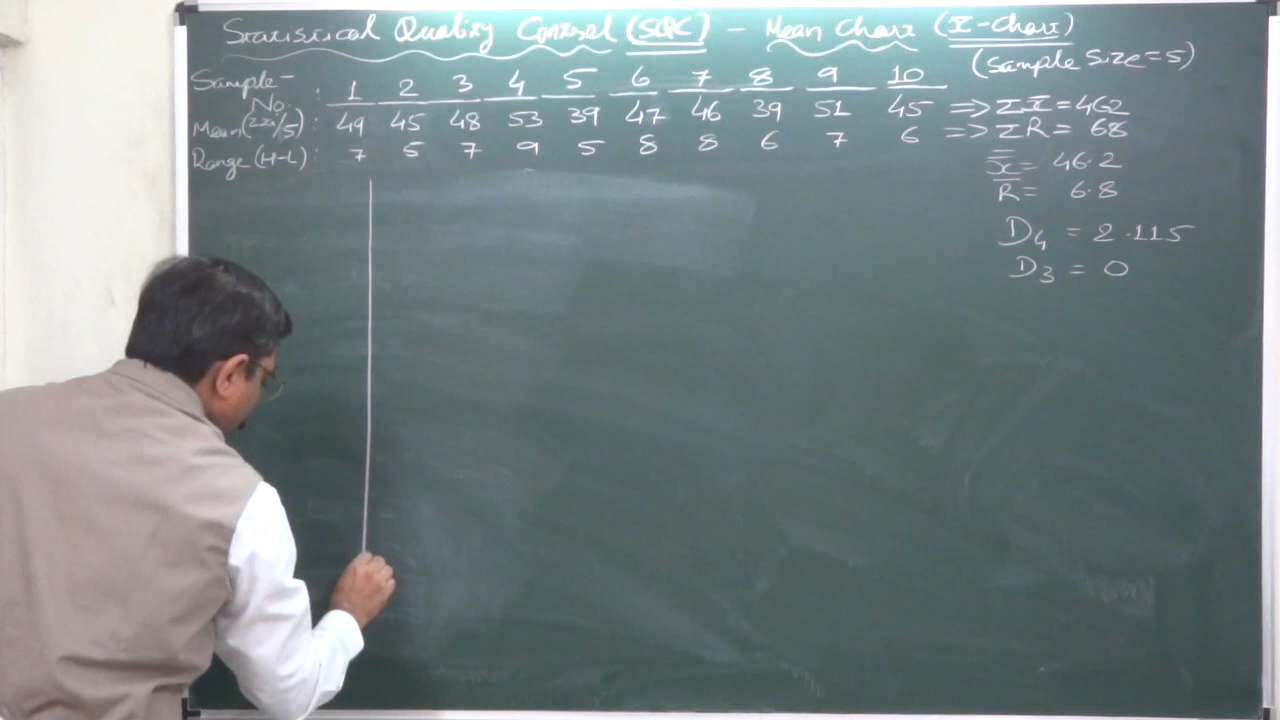 Statistical Quality Control (SQC) - Mean Chart (X̄-Chart)
(Sample Size = 5)
Sample No. : 1 2 3 4 5 6 7 8 9 10
Mean (Σxi/5) : 49 45 48 53 39 47 46 39 51 45 => Σx̄ = 462
Range (H-L) : 7 5 7 9 5 8 8 6 7 6 => ΣR = 68
x̿ = 46.2
R̄ = 6.8
D4 = 2.115
D3 = 0